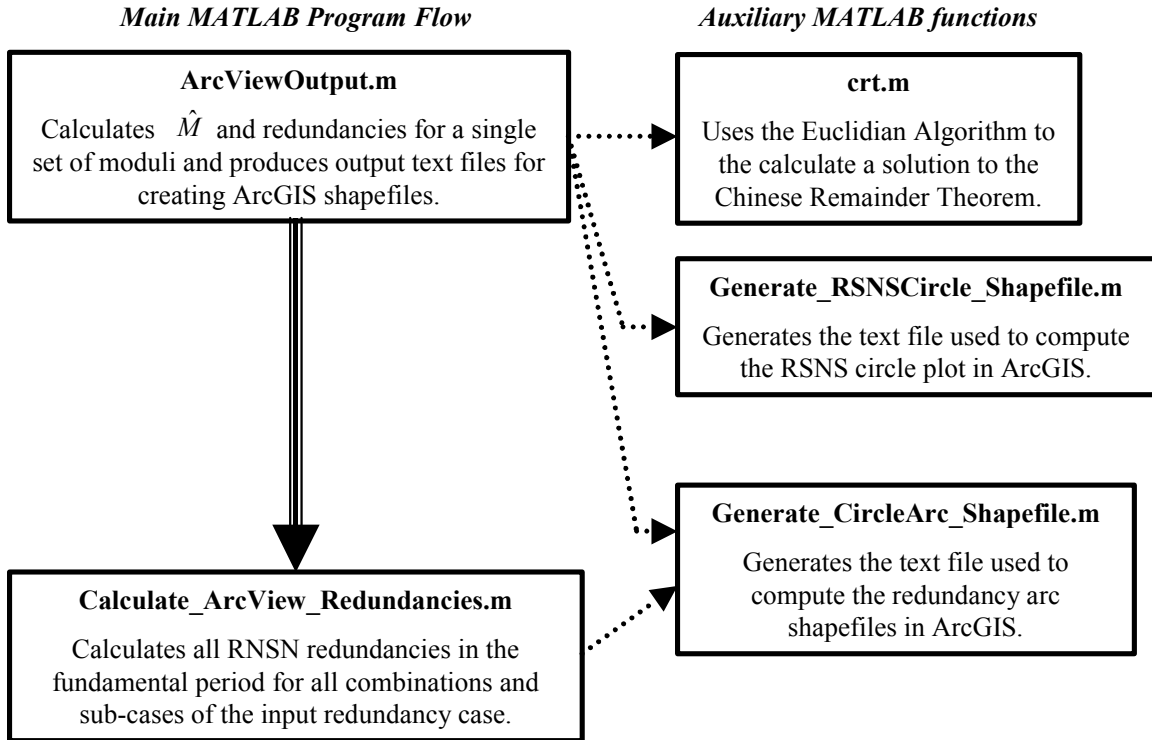 Main MATLAB Program Flow
ArcViewOutput.m
Calculates M̂ and redundancies for a single
set of moduli and produces output text files for
creating ArcGIS shapefiles.
Calculate_ArcView_Redundancies.m
Calculates all RNSN redundancies in the
fundamental period for all combinations and
sub-cases of the input redundancy case.
Auxiliary MATLAB functions
crt.m
Uses the Euclidian Algorithm to
the calculate a solution to the
Chinese Remainder Theorem.
Generate_RSNSCircle_Shapefile.m
Generates the text file used to compute
the RSNS circle plot in ArcGIS.
Generate_CircleArc_Shapefile.m
Generates the text file used to
compute the redundancy arc
shapefiles in ArcGIS.